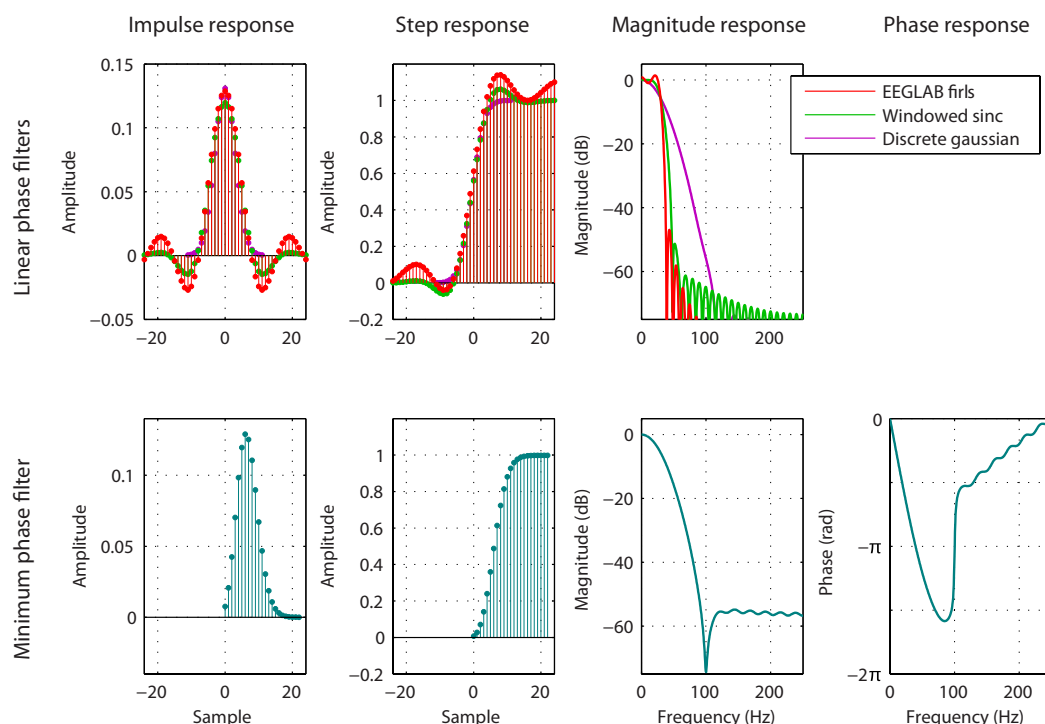 Impulse response
Step response
Magnitude response
Phase response
Linear phase filters
0.15
0.1
0.05
0
−0.05
Amplitude
−20
0
20
1.2
1
0.8
0.6
0.4
0.2
0
−0.2
Amplitude
−20
0
20
0
−20
−40
−60
Magnitude (dB)
0
100
200
EEGLAB firls
Windowed sinc
Discrete gaussian
Minimum phase filter
0.1
0.05
0
Amplitude
−20
0
20
Sample
1.2
1
0.8
0.6
0.4
0.2
0
−0.2
Amplitude
−20
0
20
Sample
0
−20
−40
−60
Magnitude (dB)
0
100
200
Frequency (Hz)
0
−π
−2π
Phase (rad)
0
100
200
Frequency (Hz)